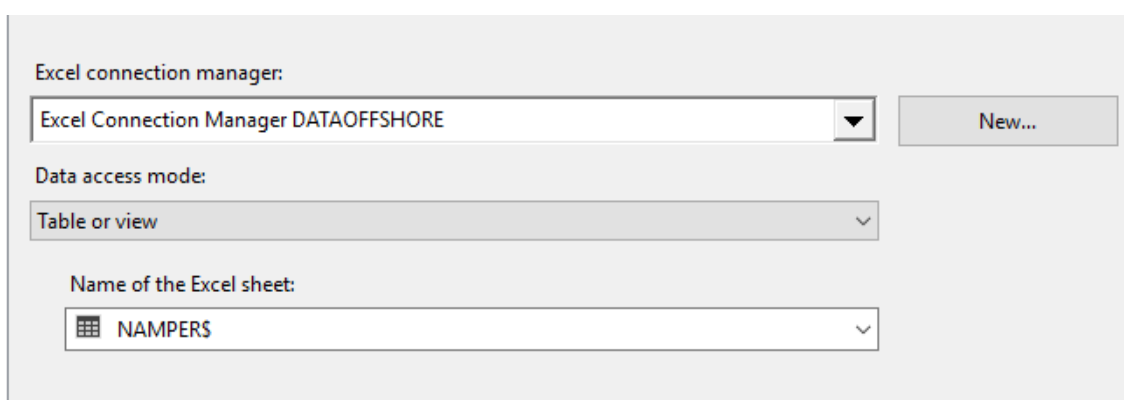 Excel connection manager:
Excel Connection Manager DATAOFFSHORE
New...
Data access mode:
Table or view
Name of the Excel sheet:
NAMPER$